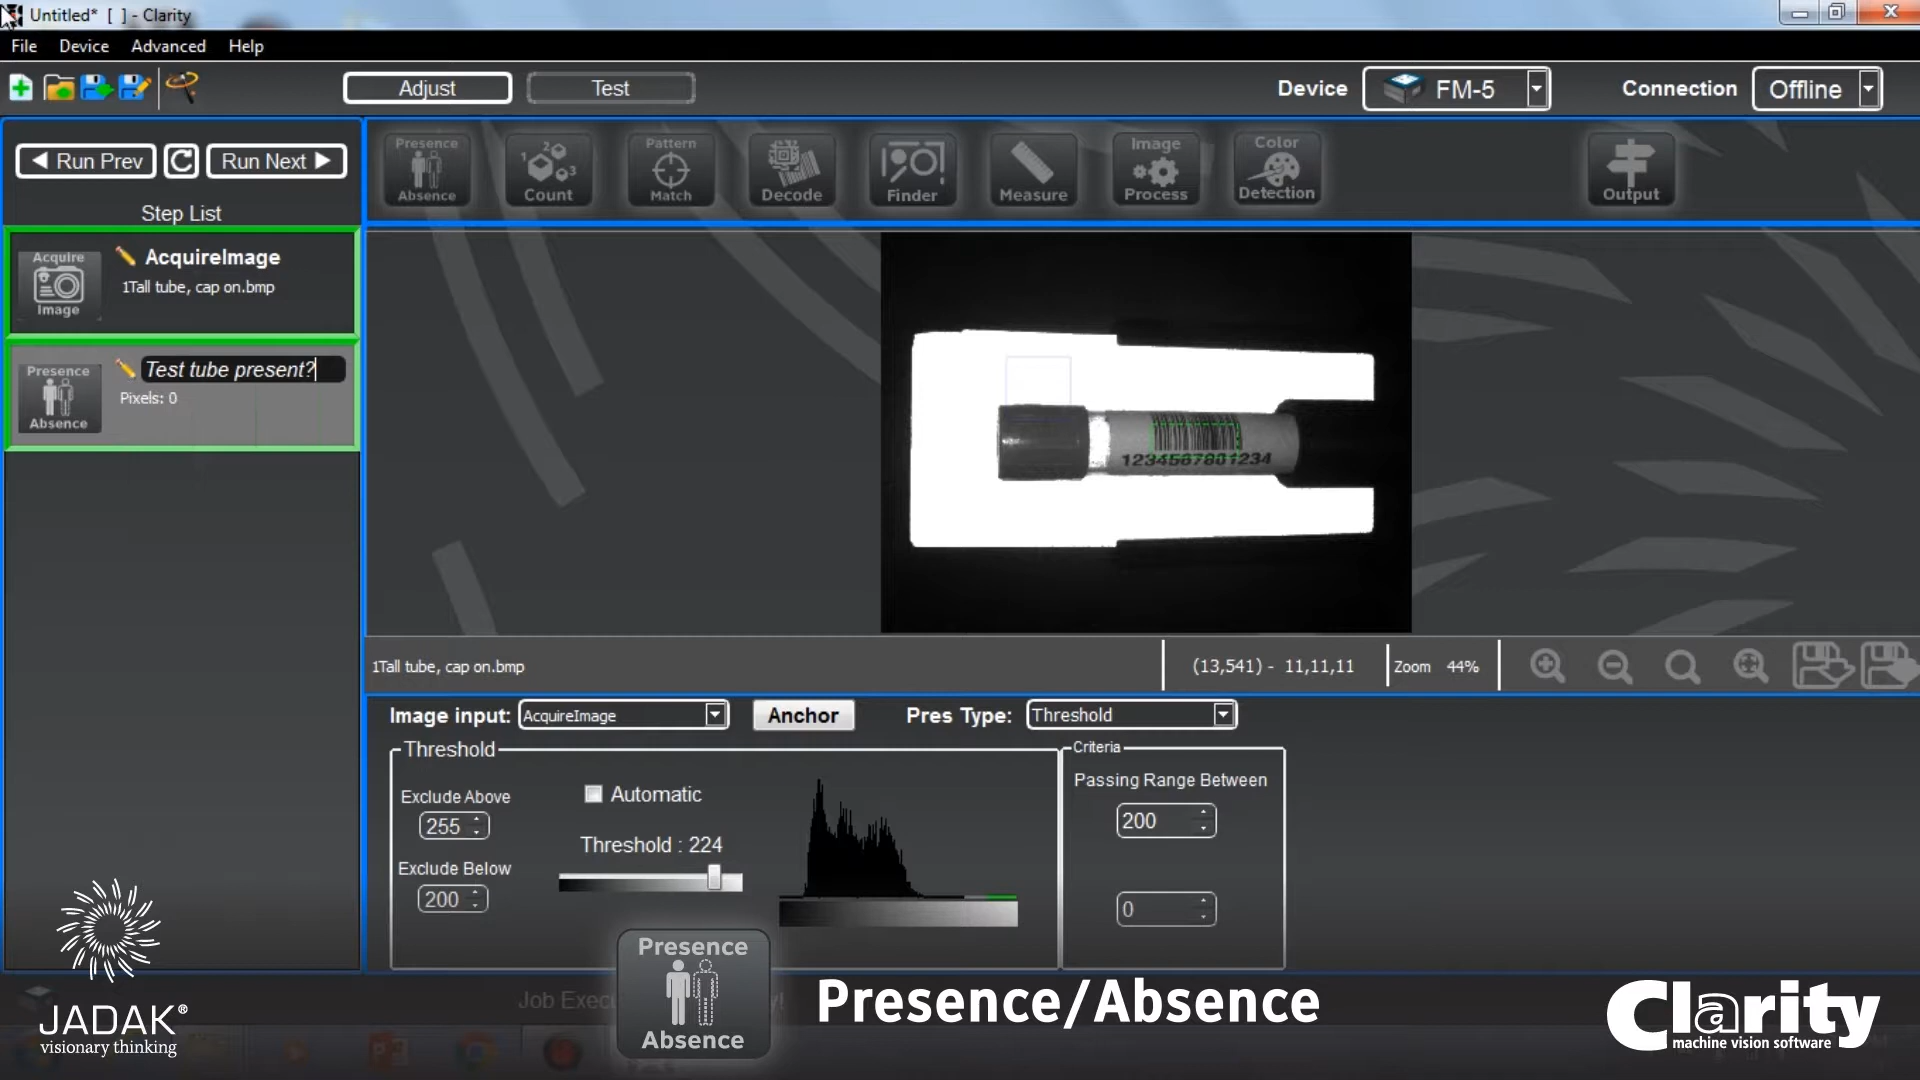 Untitled* [ ] - Clarity
File Device Advanced Help
Adjust Test Device FM-5 Connection Offline
Run Prev Run Next
Step List
Acquire Image
AcquireImage
1Tall tube, cap on.bmp
Presence Absence
Test tube present?
Pixels: 0
Presence Absence
Count
Pattern Match
Decode
Finder
Measure
Image Process
Color Detection
Output
1Tall tube, cap on.bmp (13,541) - 11,11,11 Zoom 44%
Image input: AcquireImage Anchor Pres Type: Threshold
Threshold
Exclude Above
255
Exclude Below
200
Automatic
Threshold : 224
Criteria
Passing Range Between
200
0
JADAK®
visionary thinking
Job
Presence
Absence
Presence/Absence
Clarity
machine vision software